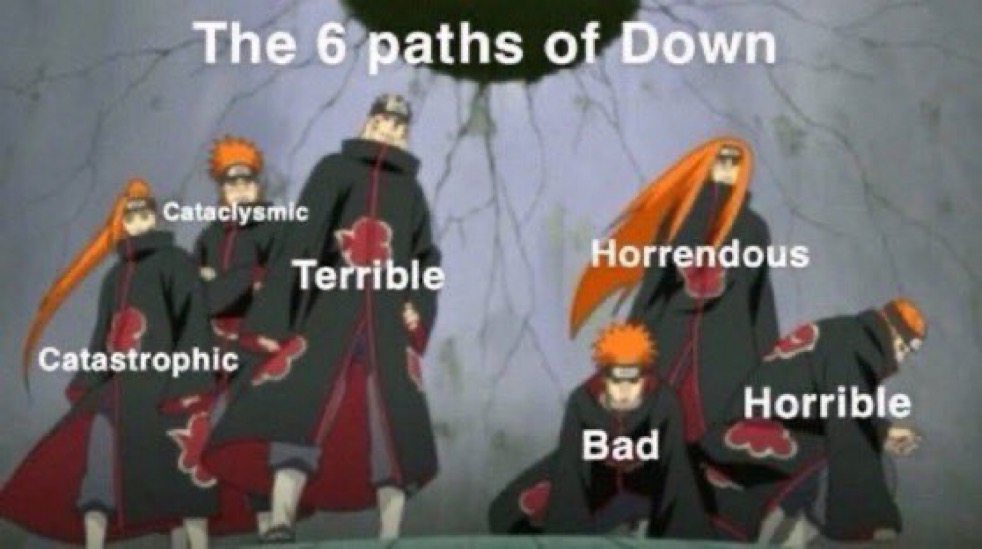 The 6 paths of Down
Cataclysmic
Terrible
Horrendous
Catastrophic
Horrible
Bad